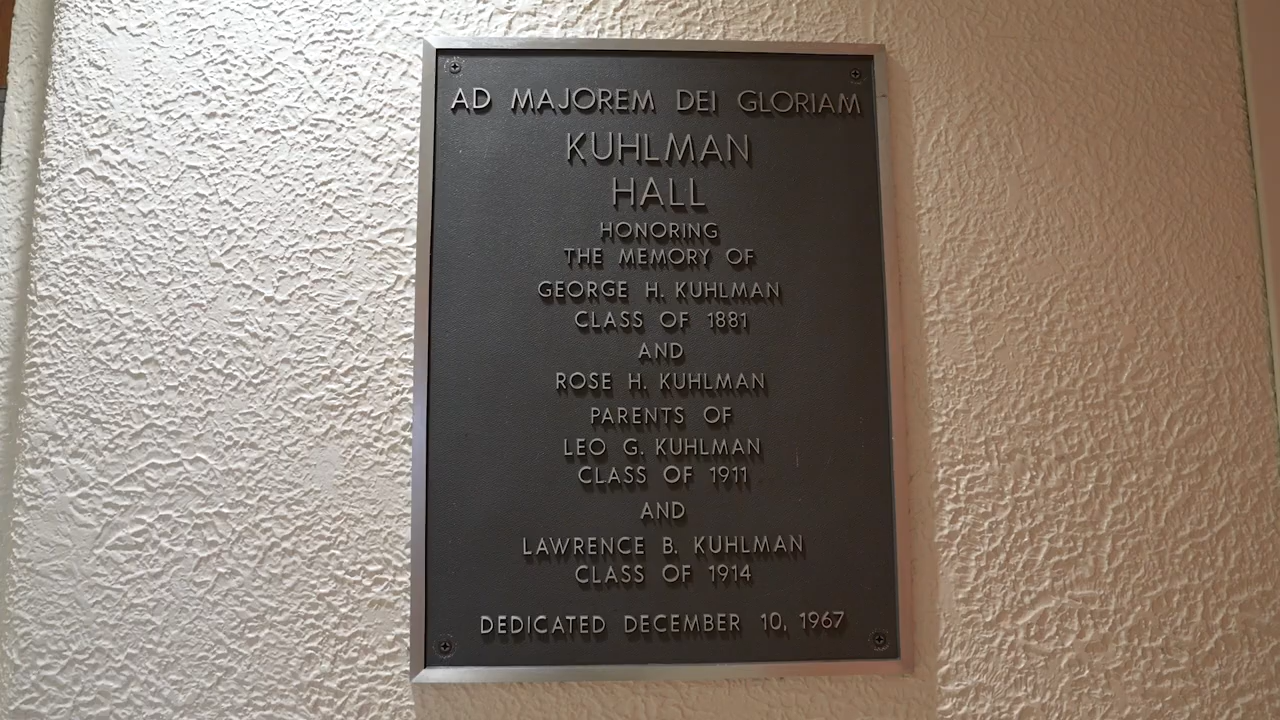 AD MAJOREM DEI GLORIAM
KUHLMAN
HALL
HONORING
THE MEMORY OF
GEORGE H. KUHLMAN
CLASS OF 1881
AND
ROSE H. KUHLMAN
PARENTS OF
LEO G. KUHLMAN
CLASS OF 1911
AND
LAWRENCE B. KUHLMAN
CLASS OF 1914
DEDICATED DECEMBER 10, 1967